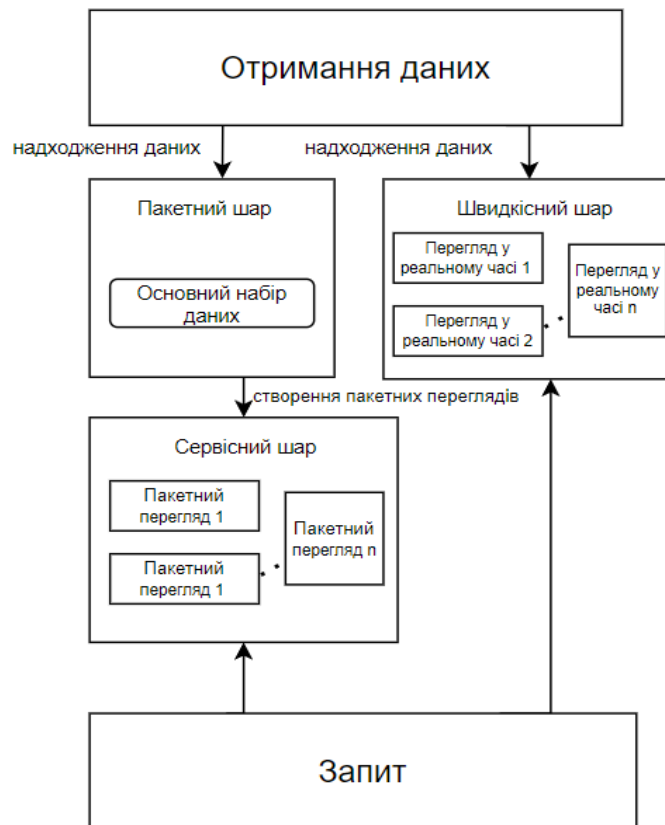 Отримання даних
надходження даних
надходження даних
Пакетний шар
Основний набір
даних
Швидкісний шар
Перегляд у
реальному часі 1
Перегляд у
реальному часі 2
Перегляд у
реальному
часі n
створення пакетних переглядів
Сервісний шар
Пакетний
перегляд 1
Пакетний
перегляд 1
Пакетний
перегляд n
Запит